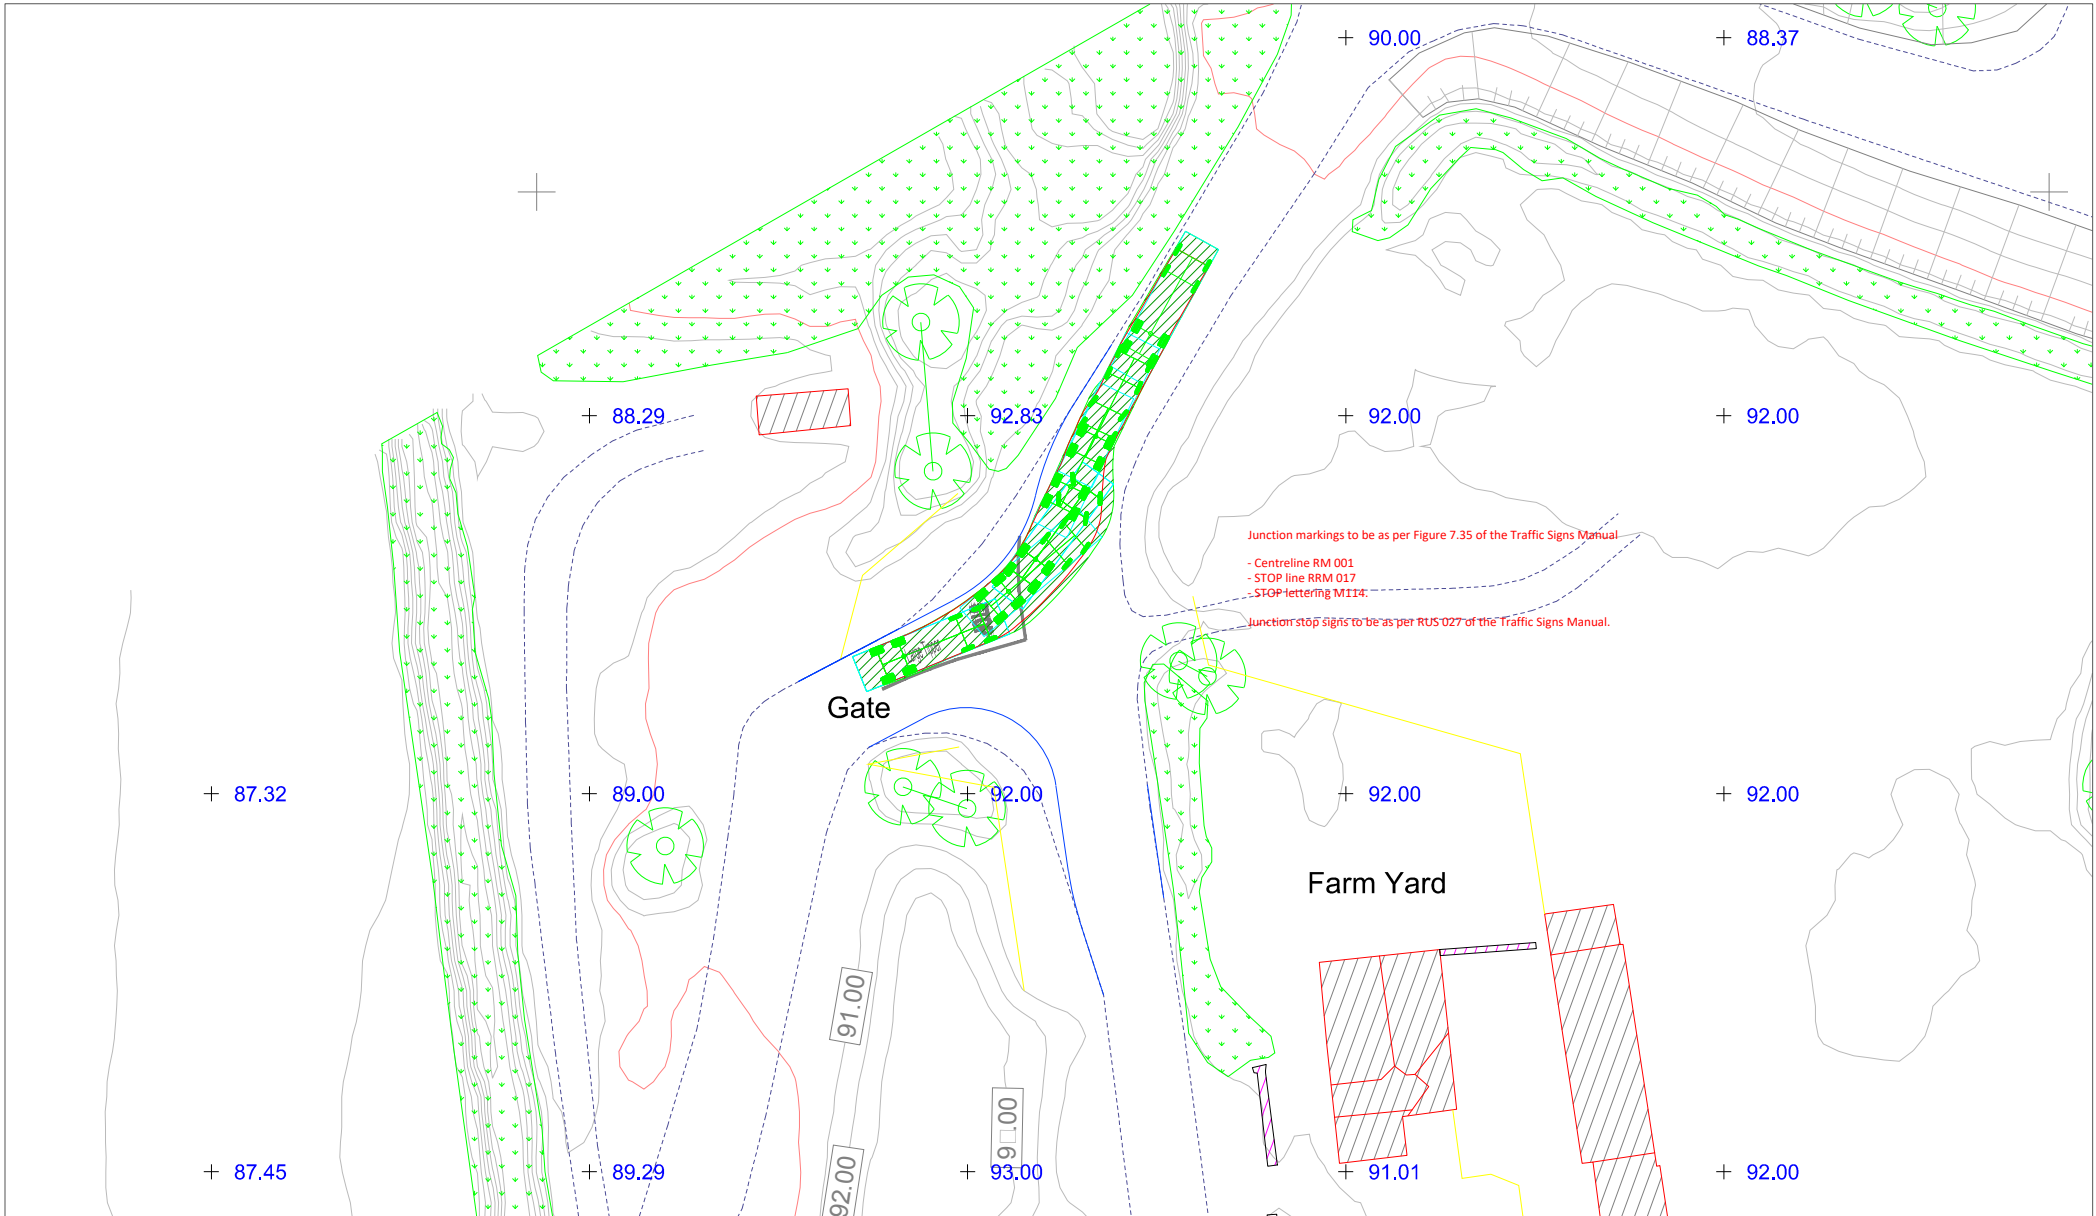 90.00
88.37
88.29
92.83
92.00
92.00
Junction markings to be as per Figure 7.35 of the Traffic Signs Manual
- Centreline RM 001
- STOP line RRM 017
- STOP lettering M114.
Junction stop signs to be as per RUS 027 of the Traffic Signs Manual.
Gate
87.32
89.00
92.00
92.00
92.00
Farm Yard
91.00
92.00
87.45
89.29
93.00
91.01
92.00